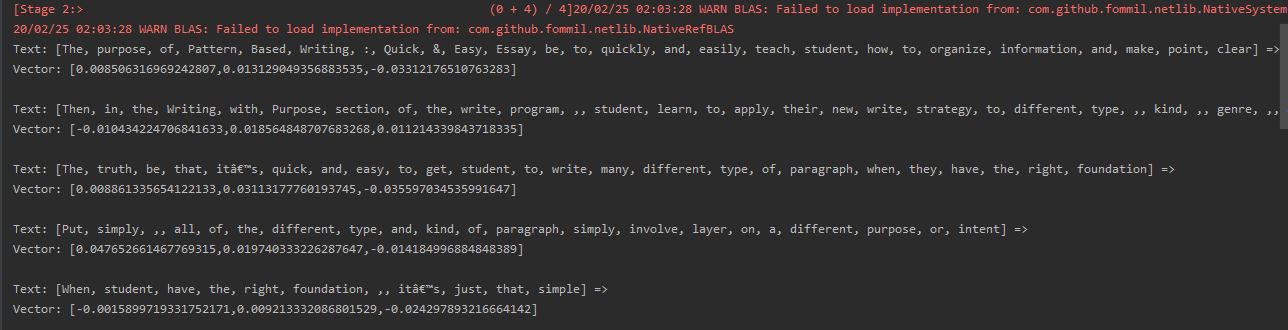 [Stage 2:> (0 + 4) / 4]20/02/25 02:03:28 WARN BLAS: Failed to load implementation from: com.github.fommil.netlib.NativeSystem
20/02/25 02:03:28 WARN BLAS: Failed to load implementation from: com.github.fommil.netlib.NativeRefBLAS
Text: [The, purpose, of, Pattern, Based, Writing, :, Quick, &, Easy, Essay, be, to, quickly, and, easily, teach, student, how, to, organize, information, and, make, point, clear] =>
Vector: [0.008506316969242807,0.013129049356883535,-0.03312176510763283]
Text: [Then, in, the, Writing, with, Purpose, section, of, the, write, program, ,, student, learn, to, apply, their, new, write, strategy, to, different, type, ,, kind, ,, genre, ,,
Vector: [-0.010434224706841633,0.018564848707683268,0.011214339843718335]
Text: [The, truth, be, that, itâ€™s, quick, and, easy, to, get, student, to, write, many, different, type, of, paragraph, when, they, have, the, right, foundation] =>
Vector: [0.008861335654122133,0.03113177760193745,-0.035597034535991647]
Text: [Put, simply, ,, all, of, the, different, type, and, kind, of, paragraph, simply, involve, layer, on, a, different, purpose, or, intent] =>
Vector: [0.047652661467769315,0.019740333226287647,-0.014184996884848389]
Text: [When, student, have, the, right, foundation, ,, itâ€™s, just, that, simple] =>
Vector: [-0.0015899719331752171,0.009213332086801529,-0.024297893216664142]